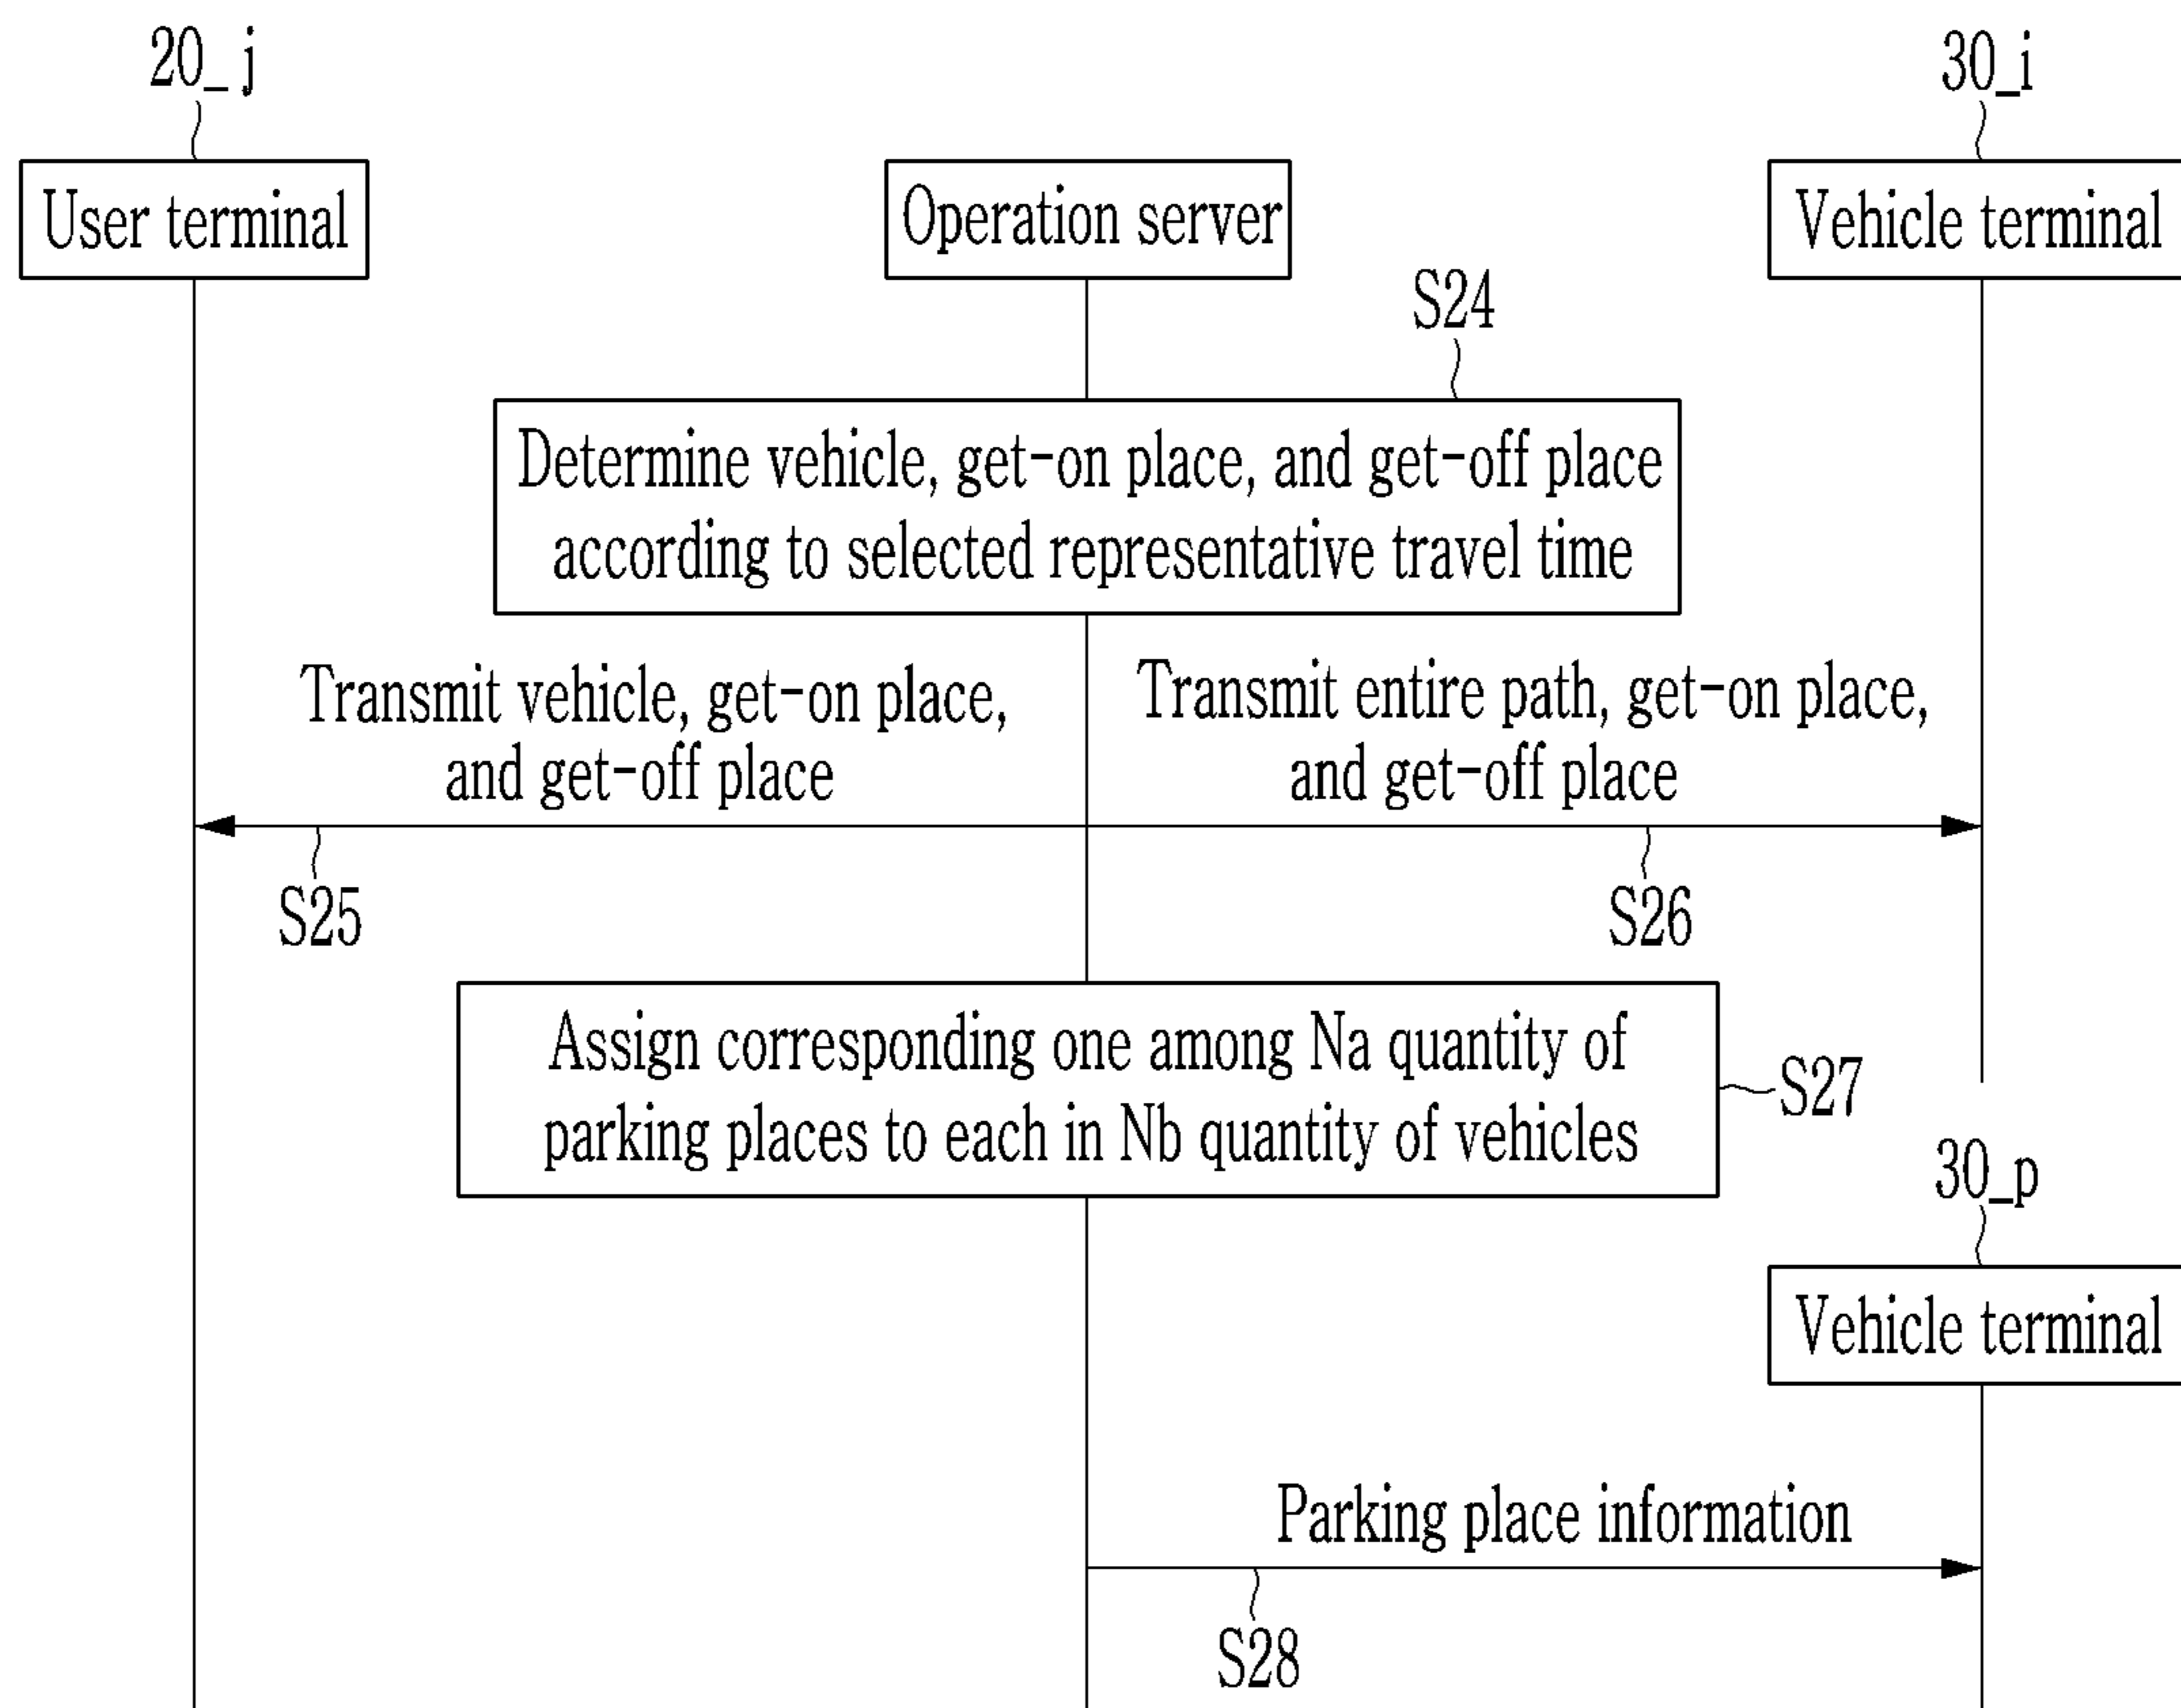 20_j
30_i
User terminal
Operation server
Vehicle terminal
S24
Determine vehicle, get-on place, and get-off place
according to selected representative travel time
Transmit vehicle, get-on place,
and get-off place
Transmit entire path, get-on place,
and get-off place
S25
S26
Assign corresponding one among Na quantity of
parking places to each in Nb quantity of vehicles
S27
30_p
Vehicle terminal
Parking place information
S28